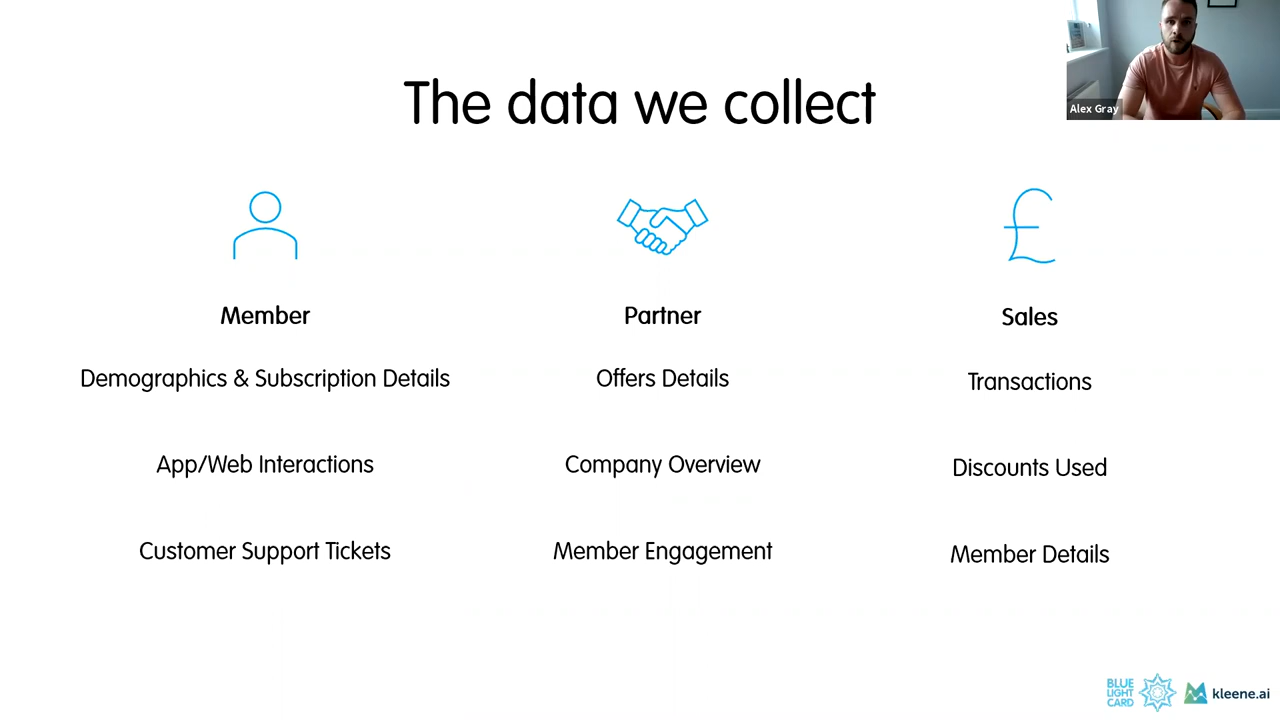 The data we collect
Alex Gray
£
Member
Partner
Sales
Demographics & Subscription Details
Offers Details
Transactions
App/Web Interactions
Company Overview
Discounts Used
Customer Support Tickets
Member Engagement
Member Details
BLUE
LIGHT
CARD
kleene.ai